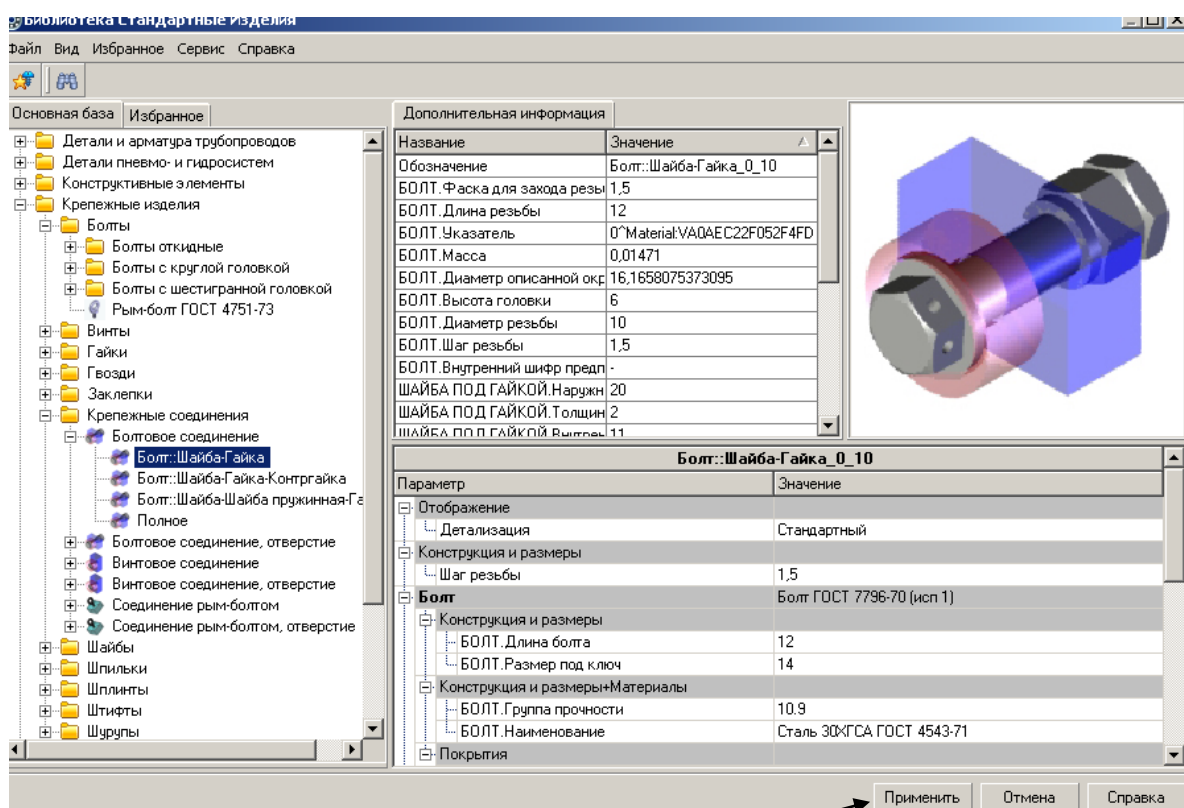 Библиотека Стандартные Изделия
Файл Вид Избранное Сервис Справка
Основная база Избранное
Детали и арматура трубопроводов
Детали пневмо- и гидросистем
Конструктивные элементы
Крепежные изделия
Болты
Болты откидные
Болты с круглой головкой
Болты с шестигранной головкой
Рым-болт ГОСТ 4751-73
Винты
Гайки
Гвозди
Заклепки
Крепежные соединения
Болтовое соединение
Болт::Шайба-Гайка
Болт::Шайба-Гайка-Контргайка
Болт::Шайба-Шайба пружинная-Га
Полное
Болтовое соединение, отверстие
Винтовое соединение
Винтовое соединение, отверстие
Соединение рым-болтом
Соединение рым-болтом, отверстие
Шайбы
Шпильки
Шплинты
Штифты
Шурупы
Дополнительная информация
Название Значение
Обозначение Болт::Шайба-Гайка_0_10
БОЛТ.Фаска для захода резы 1,5
БОЛТ.Длина резьбы 12
БОЛТ.Указатель 0^Material:VA0AEC22F052F4FD
БОЛТ.Масса 0,01471
БОЛТ.Диаметр описанной окр 16,1658075373095
БОЛТ.Высота головки 6
БОЛТ.Диаметр резьбы 10
БОЛТ.Шаг резьбы 1,5
БОЛТ.Внутренний шифр предп -
ШАЙБА ПОД ГАЙКОЙ.Наружн 20
ШАЙБА ПОД ГАЙКОЙ.Толщин 2
ШАЙБА ПОД ГАЙКОЙ.Внутрен 11
Болт::Шайба-Гайка_0_10
Параметр Значение
Отображение
Детализация Стандартный
Конструкция и размеры
Шаг резьбы 1,5
Болт Болт ГОСТ 7796-70 (исп 1)
Конструкция и размеры
БОЛТ.Длина болта 12
БОЛТ.Размер под ключ 14
Конструкция и размеры+Материалы
БОЛТ.Группа прочности 10.9
БОЛТ.Наименование Сталь 30ХГСА ГОСТ 4543-71
Покрытия
Применить Отмена Справка